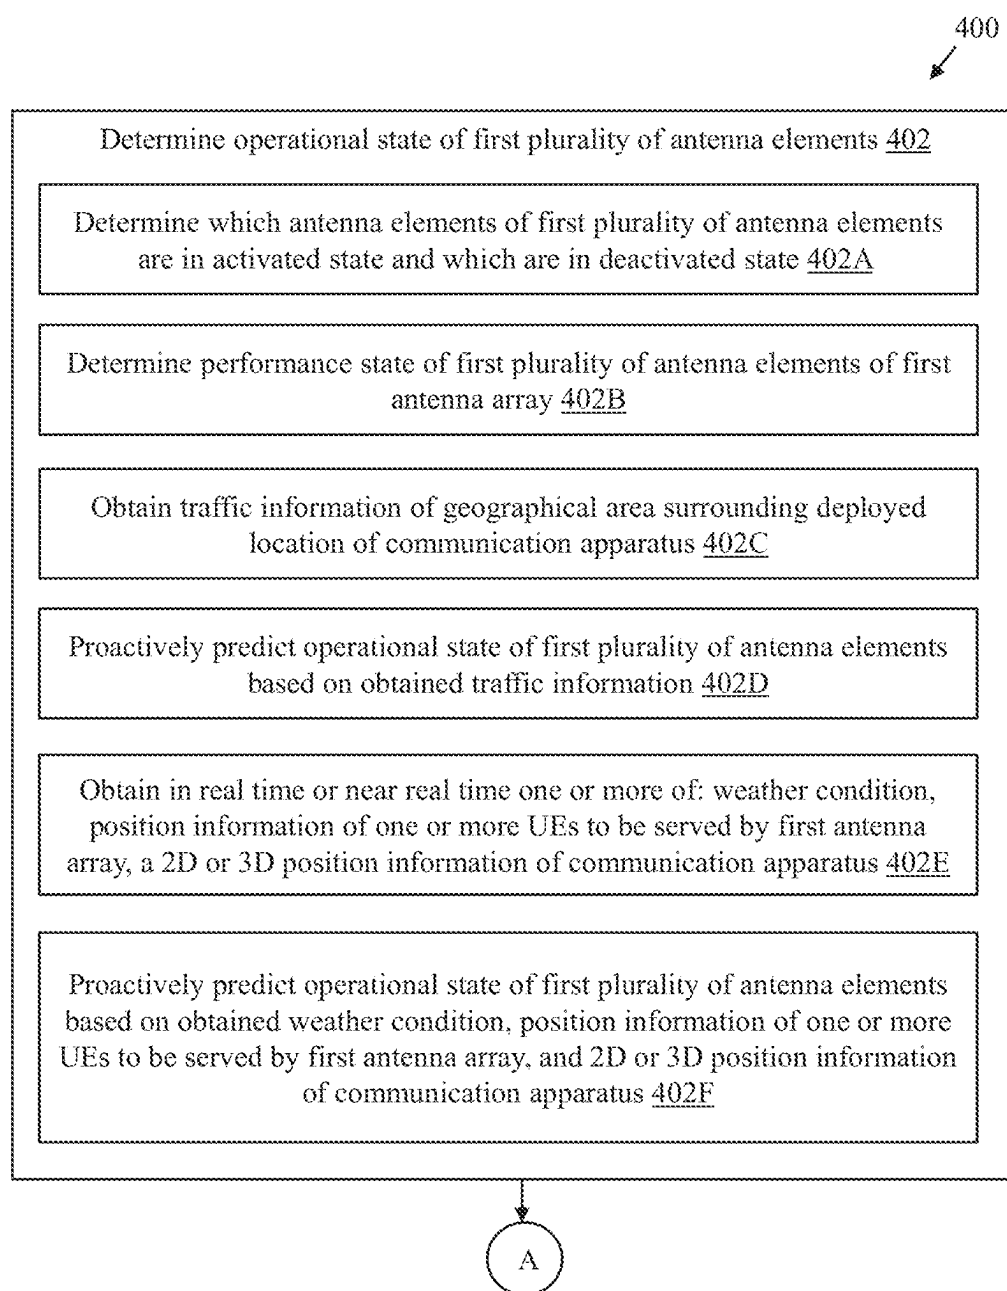 400
Determine operational state of first plurality of antenna elements 402
Determine which antenna elements of first plurality of antenna elements
are in activated state and which are in deactivated state 402A
Determine performance state of first plurality of antenna elements of first
antenna array 402B
Obtain traffic information of geographical area surrounding deployed
location of communication apparatus 402C
Proactively predict operational state of first plurality of antenna elements
based on obtained traffic information 402D
Obtain in real time or near real time one or more of: weather condition,
position information of one or more UEs to be served by first antenna
array, a 2D or 3D position information of communication apparatus 402E
Proactively predict operational state of first plurality of antenna elements
based on obtained weather condition, position information of one or more
UEs to be served by first antenna array, and 2D or 3D position information
of communication apparatus 402F
A